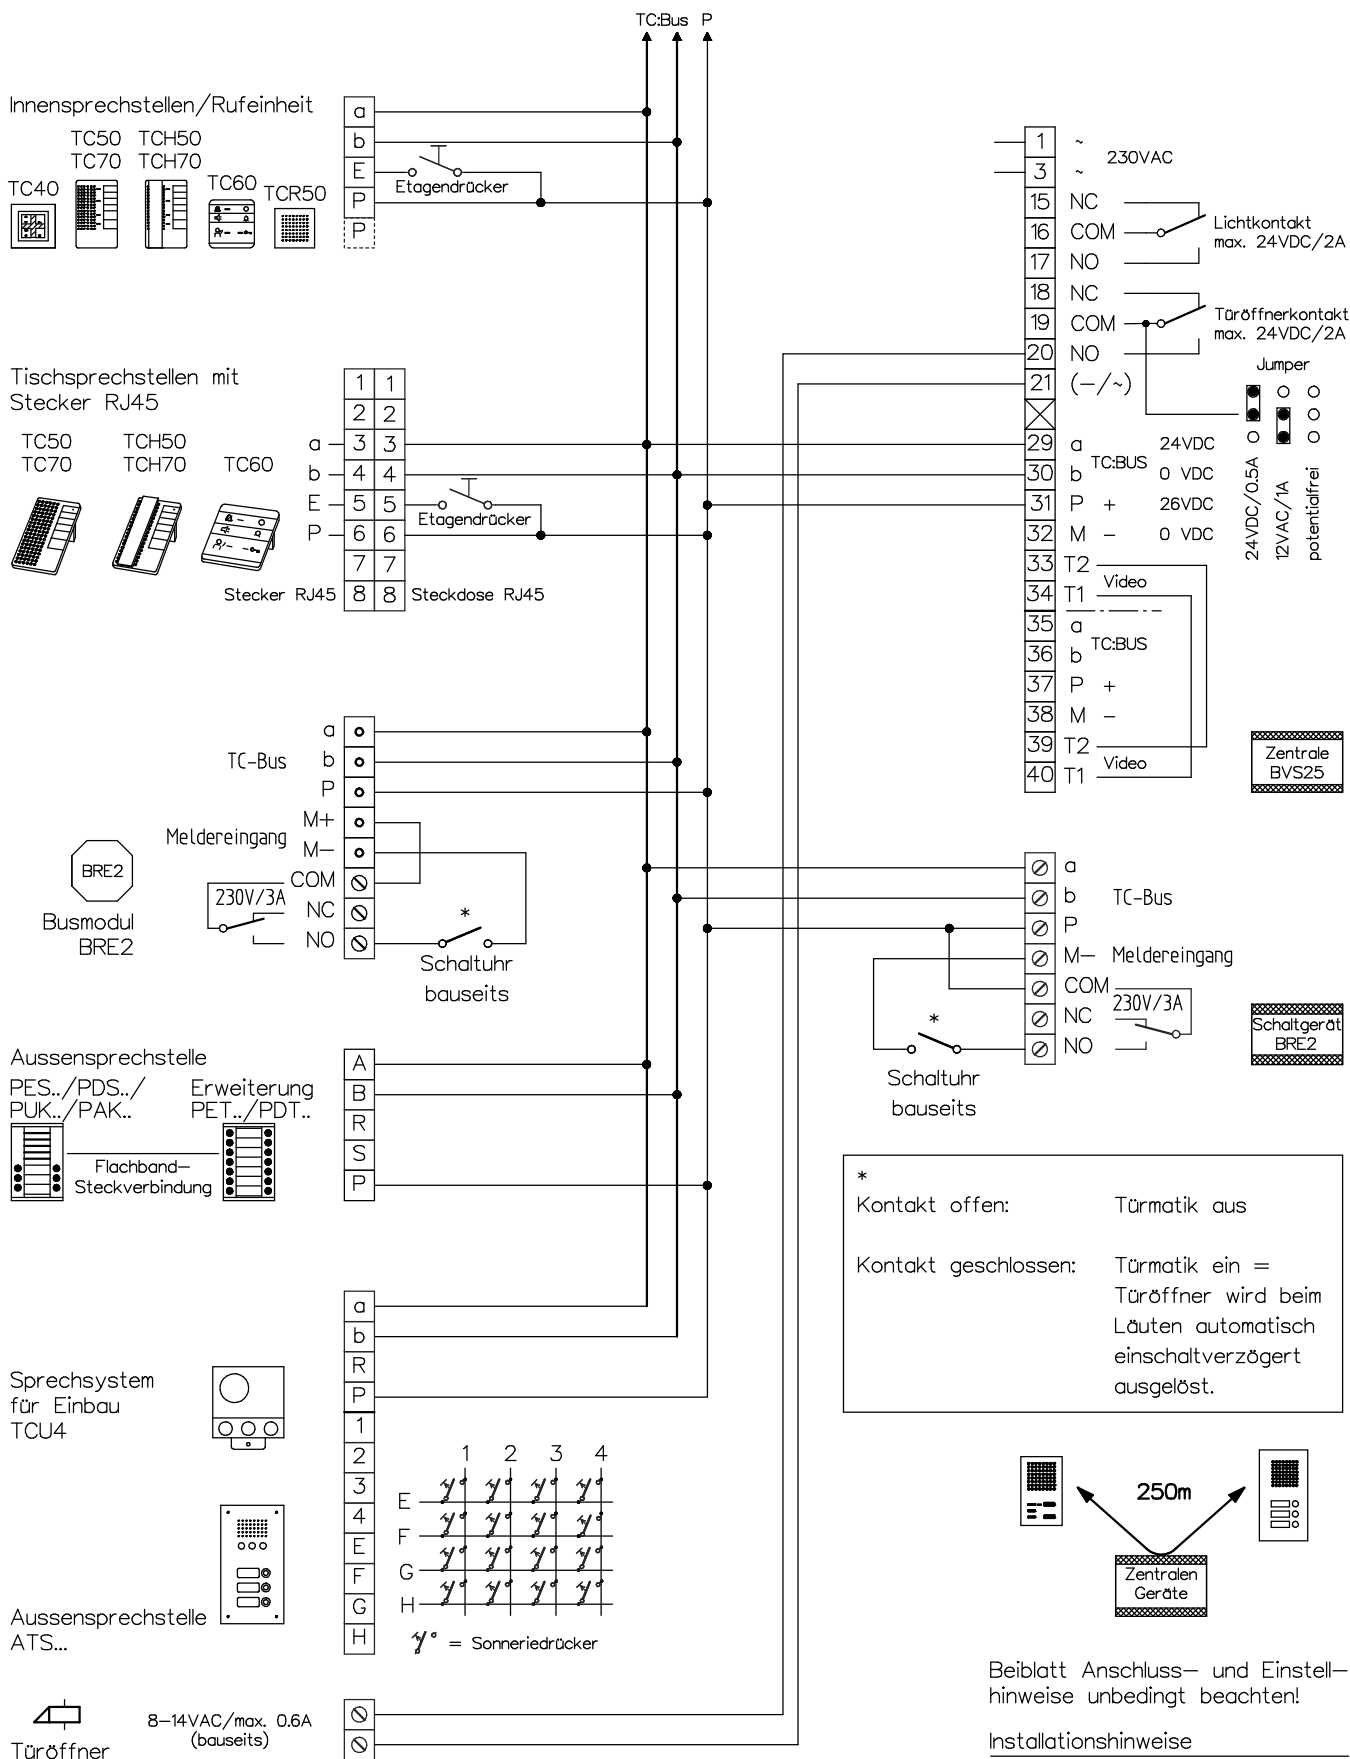 TC:Bus P
Innensprechstellen/Rufeinheit
TC40
TC50
TC70
TCH50
TCH70
TC60
TCR50
a
b
E
P
P
Etagendrücker
Tischsprechstellen mit
Stecker RJ45
TC50
TC70
TCH50
TCH70
TC60
1 1
2 2
a 3 3
b 4 4
E 5 5
P 6 6
7 7
Stecker RJ45 8 8 Steckdose RJ45
Etagendrücker
TC-Bus
a
b
P
Meldereingang
M+
M−
COM
NC
NO
230V/3A
BRE2
Busmodul
BRE2
*
Schaltuhr
bauseits
Aussensprechstelle
PES../PDS../
PUK../PAK..
Erweiterung
PET../PDT..
Flachband−
Steckverbindung
A
B
R
S
P
Sprechsystem
für Einbau
TCU4
Aussensprechstelle
ATS...
a
b
R
P
1
2
3
4
E
F
G
H
1 2 3 4
E
F
G
H
= Sonneriedrücker
Türöffner
8−14VAC/max. 0.6A
(bauseits)
1 ~
3 ~
230VAC
15 NC
16 COM
17 NO
Lichtkontakt
max. 24VDC/2A
18 NC
19 COM
20 NO
Türöffnerkontakt
max. 24VDC/2A
21 (−/~)
Jumper
24VDC/0.5A
12VAC/1A
potentialfrei
29 a 24VDC
TC:BUS
30 b 0 VDC
31 P + 26VDC
32 M − 0 VDC
33 T2
Video
34 T1
35 a
TC:BUS
36 b
37 P +
38 M −
39 T2
Video
40 T1
Zentrale
BVS25
a
b TC-Bus
P
M− Meldereingang
COM
NC
NO
230V/3A
Schaltgerät
BRE2
*
Schaltuhr
bauseits
*
Kontakt offen: Türmatik aus
Kontakt geschlossen: Türmatik ein =
Türöffner wird beim
Läuten automatisch
einschaltverzögert
ausgelöst.
250m
Zentralen
Geräte
Beiblatt Anschluss− und Einstell−
hinweise unbedingt beachten!
Installationshinweise